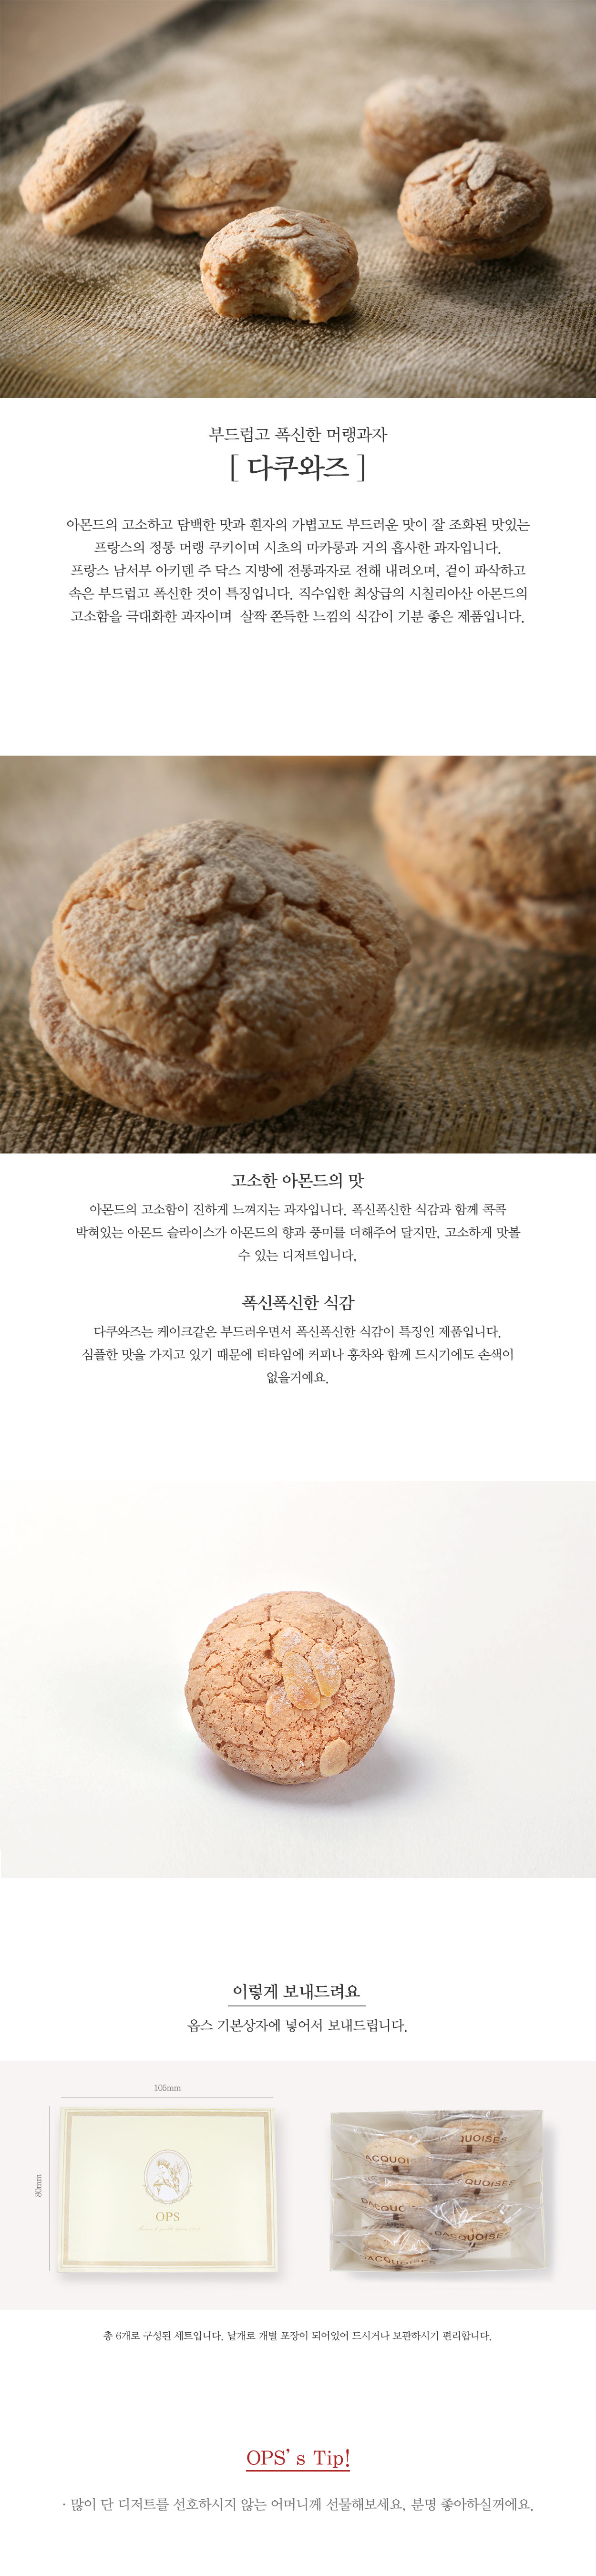 부드럽고 폭신한 머랭과자
[ 다쿠와즈 ]
아몬드의 고소하고 담백한 맛과 흰자의 가볍고도 부드러운 맛이 잘 조화된 맛있는
프랑스의 정통 머랭 쿠키이며 시초의 마카롱과 거의 흡사한 과자입니다.
프랑스 남서부 아키덴 주 닥스 지방에 전통과자로 전해 내려오며, 겉이 파삭하고
속은 부드럽고 폭신한 것이 특징입니다. 직수입한 최상급의 시칠리아산 아몬드의
고소함을 극대화한 과자이며 살짝 쫀득한 느낌의 식감이 기분 좋은 제품입니다.
고소한 아몬드의 맛
아몬드의 고소함이 진하게 느껴지는 과자입니다. 폭신폭신한 식감과 함께 콕콕
박혀있는 아몬드 슬라이스가 아몬드의 향과 풍미를 더해주어 달지만, 고소하게 맛볼
수 있는 디저트입니다.
폭신폭신한 식감
다쿠와즈는 케이크같은 부드러우면서 폭신폭신한 식감이 특징인 제품입니다.
심플한 맛을 가지고 있기 때문에 티타임에 커피나 홍차와 함께 드시기에도 손색이
없을거예요.
이렇게 보내드려요
옵스 기본상자에 넣어서 보내드립니다.
105mm
80mm
OPS
QUOISES
DACQUOI
CQUOISES
DACQUOIS
DACQUOISES
DACQUOISES
총 6개로 구성된 세트입니다. 낱개로 개별 포장이 되어있어 드시거나 보관하시기 편리합니다.
OPS’s Tip!
· 많이 단 디저트를 선호하시지 않는 어머니께 선물해보세요, 분명 좋아하실꺼에요.